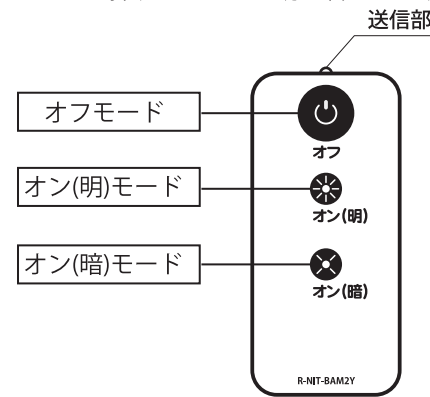 送信部
オフモード
オフ
オン(明)モード
オン(明)
オン(暗)モード
オン(暗)
R-NIT-BAM2Y